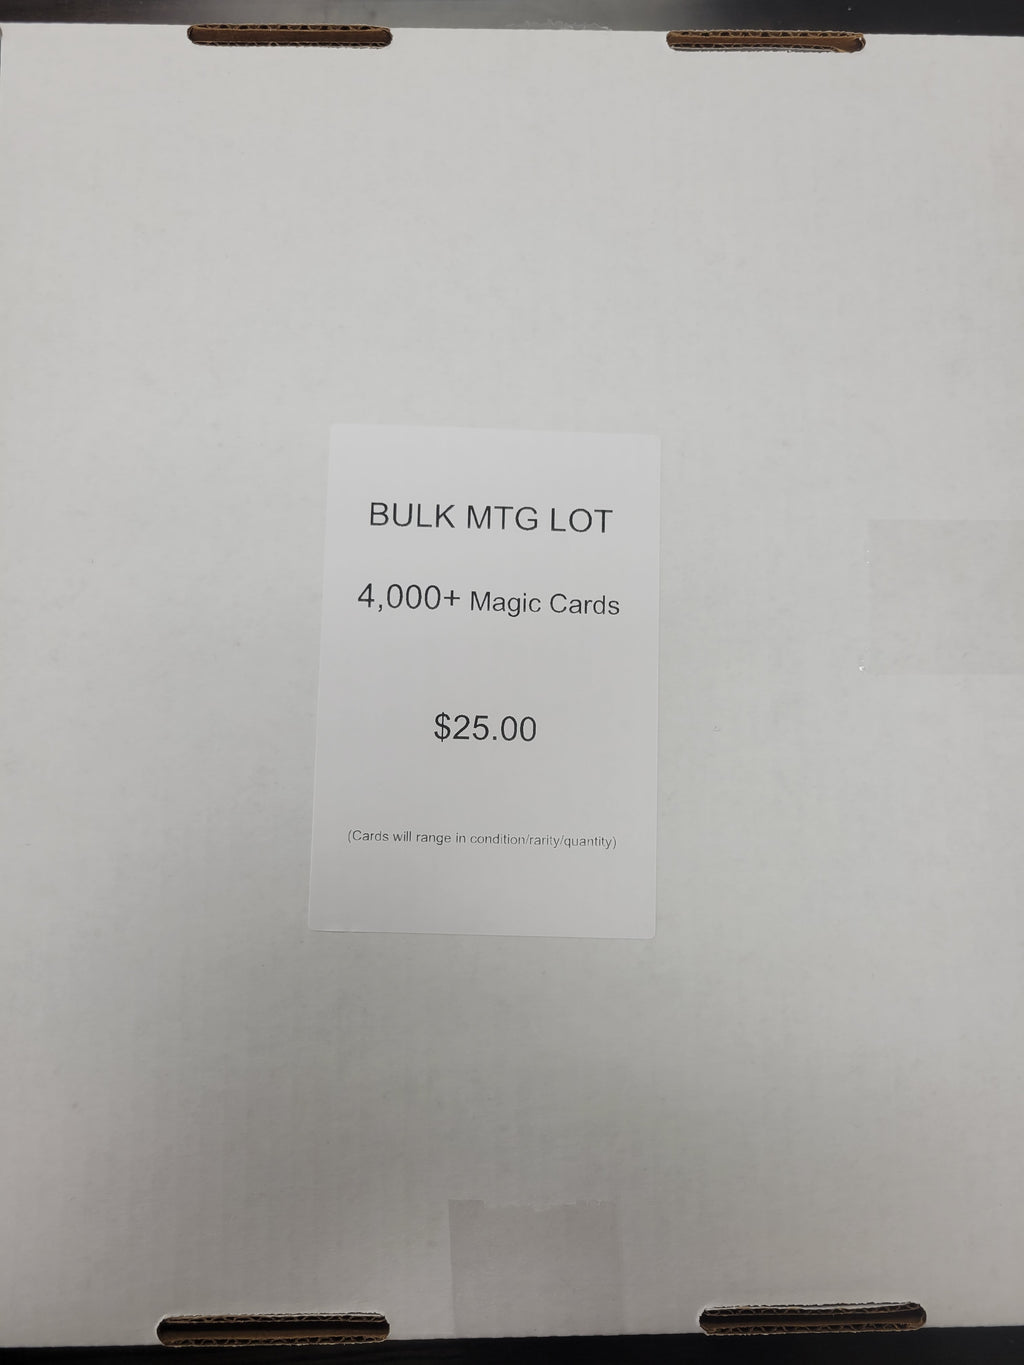 BULK MTG LOT
4,000+ Magic Cards
$25.00
(Cards will range in condition/rarity/quantity)